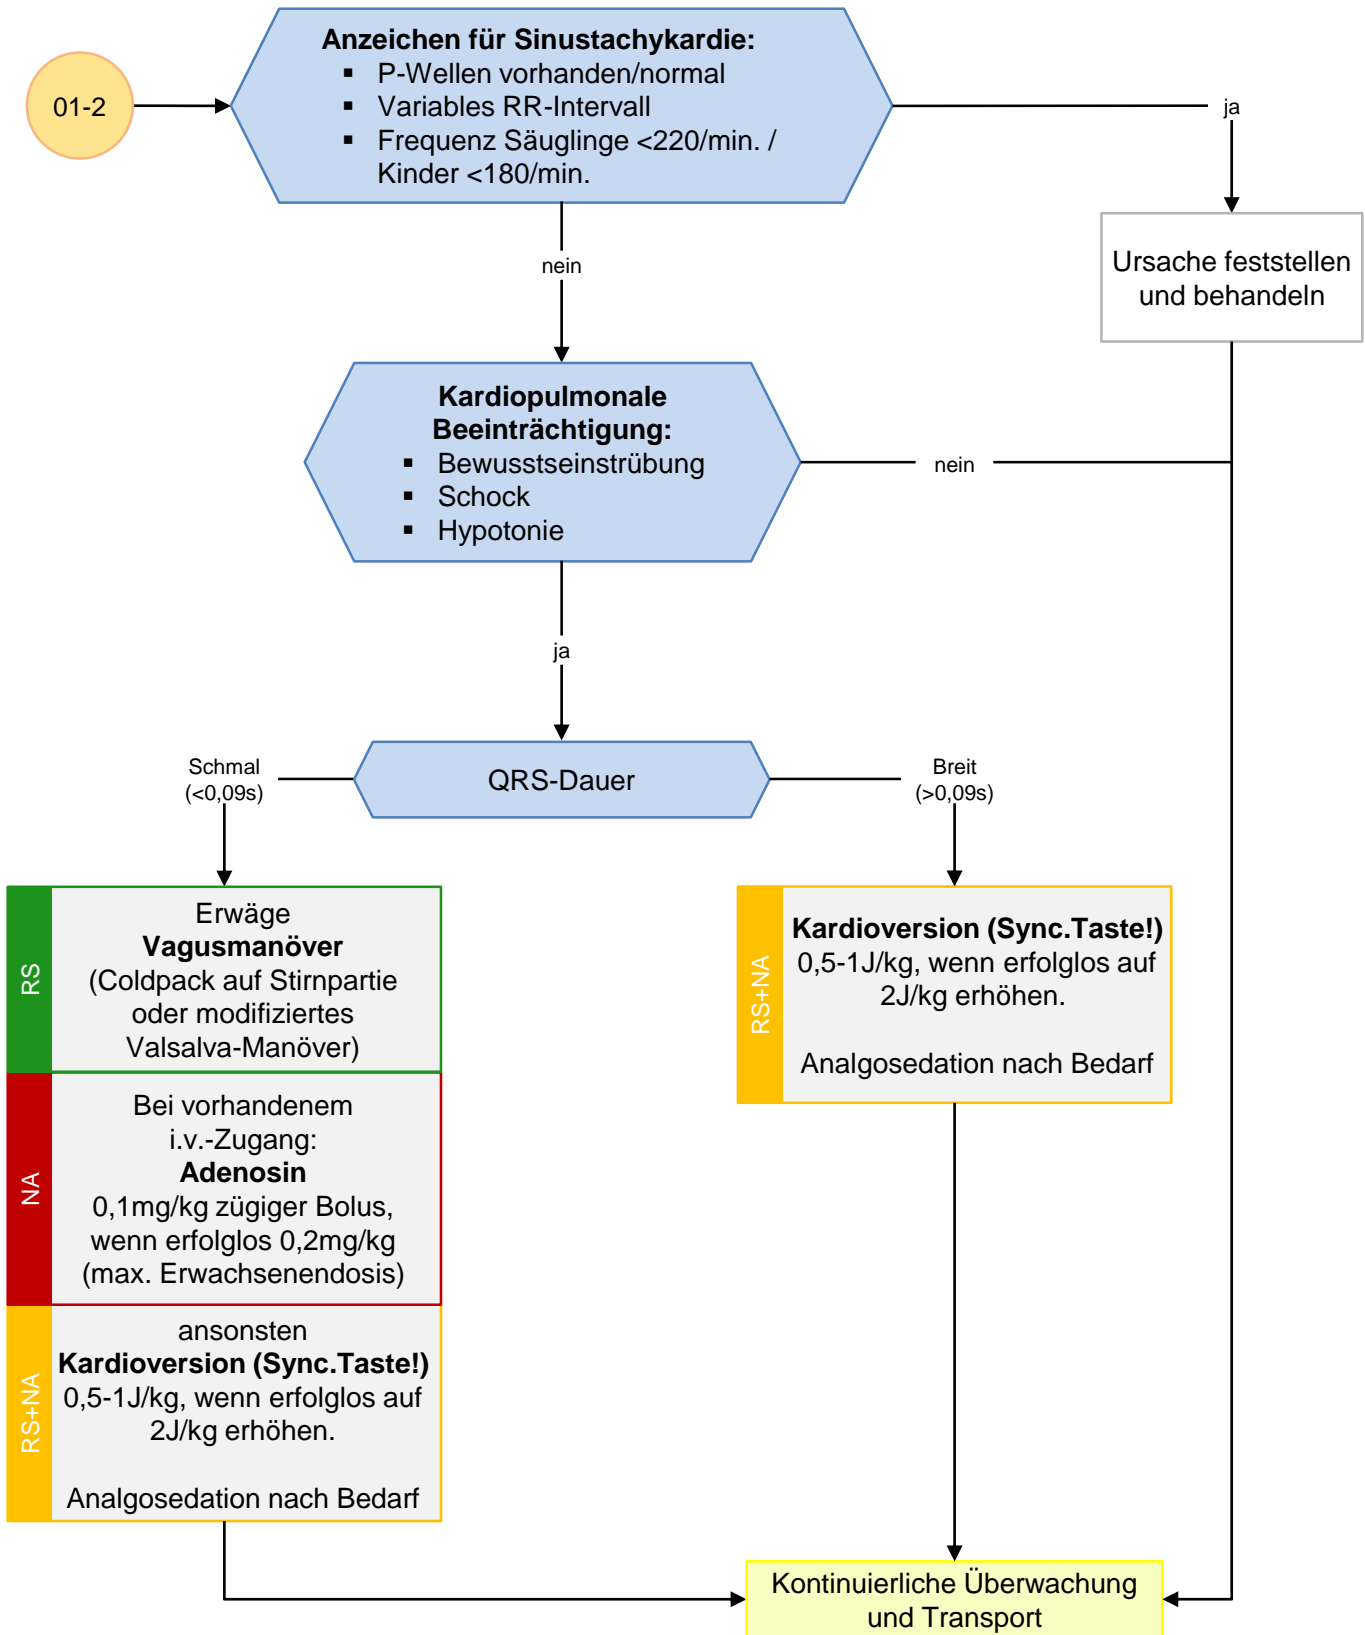 01-2
Anzeichen für Sinustachykardie:
▪ P-Wellen vorhanden/normal
▪ Variables RR-Intervall
▪ Frequenz Säuglinge <220/min. /
Kinder <180/min.
ja
nein
Ursache feststellen
und behandeln
Kardiopulmonale
Beeinträchtigung:
▪ Bewusstseinstrübung
▪ Schock
▪ Hypotonie
nein
ja
QRS-Dauer
Schmal
(<0,09s)
Breit
(>0,09s)
RS
Erwäge
Vagusmanöver
(Coldpack auf Stirnpartie
oder modifiziertes
Valsalva-Manöver)
NA
Bei vorhandenem
i.v.-Zugang:
Adenosin
0,1mg/kg zügiger Bolus,
wenn erfolglos 0,2mg/kg
(max. Erwachsenendosis)
RS+NA
ansonsten
Kardioversion (Sync.Taste!)
0,5-1J/kg, wenn erfolglos auf
2J/kg erhöhen.
Analgosedation nach Bedarf
RS+NA
Kardioversion (Sync.Taste!)
0,5-1J/kg, wenn erfolglos auf
2J/kg erhöhen.
Analgosedation nach Bedarf
Kontinuierliche Überwachung
und Transport